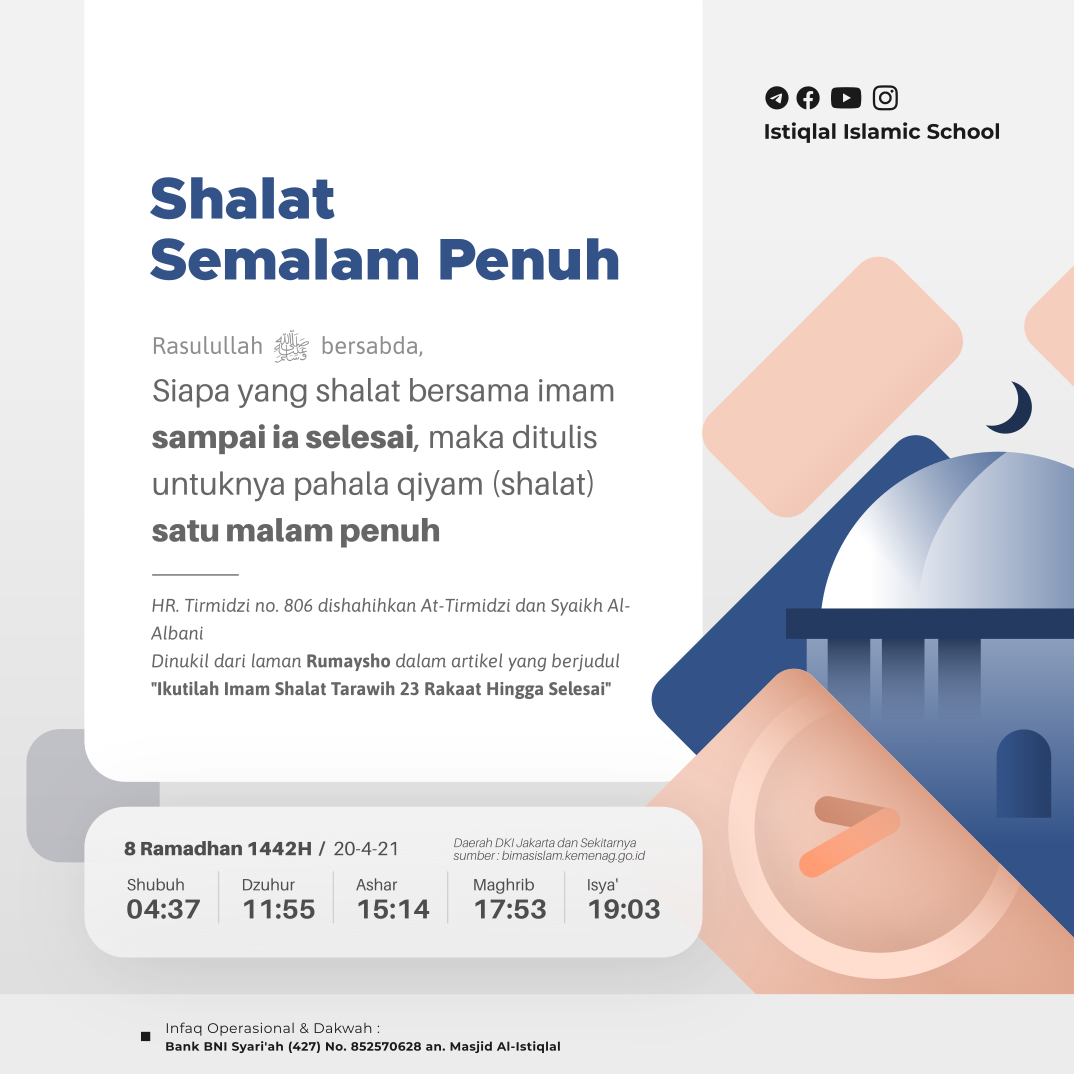 Istiqlal Islamic School
Shalat
Semalam Penuh
Rasulullah ﷺ bersabda,
Siapa yang shalat bersama imam
sampai ia selesai, maka ditulis
untuknya pahala qiyam (shalat)
satu malam penuh
HR. Tirmidzi no. 806 dishahihkan At-Tirmidzi dan Syaikh Al-
Albani
Dinukil dari laman Rumaysho dalam artikel yang berjudul
"Ikutilah Imam Shalat Tarawih 23 Rakaat Hingga Selesai"
8 Ramadhan 1442H / 20-4-21
Daerah DKI Jakarta dan Sekitarnya
sumber : bimasislam.kemenag.go.id
Shubuh Dzuhur Ashar Maghrib Isya'
04:37 11:55 15:14 17:53 19:03
Infaq Operasional & Dakwah :
Bank BNI Syari'ah (427) No. 852570628 an. Masjid Al-Istiqlal